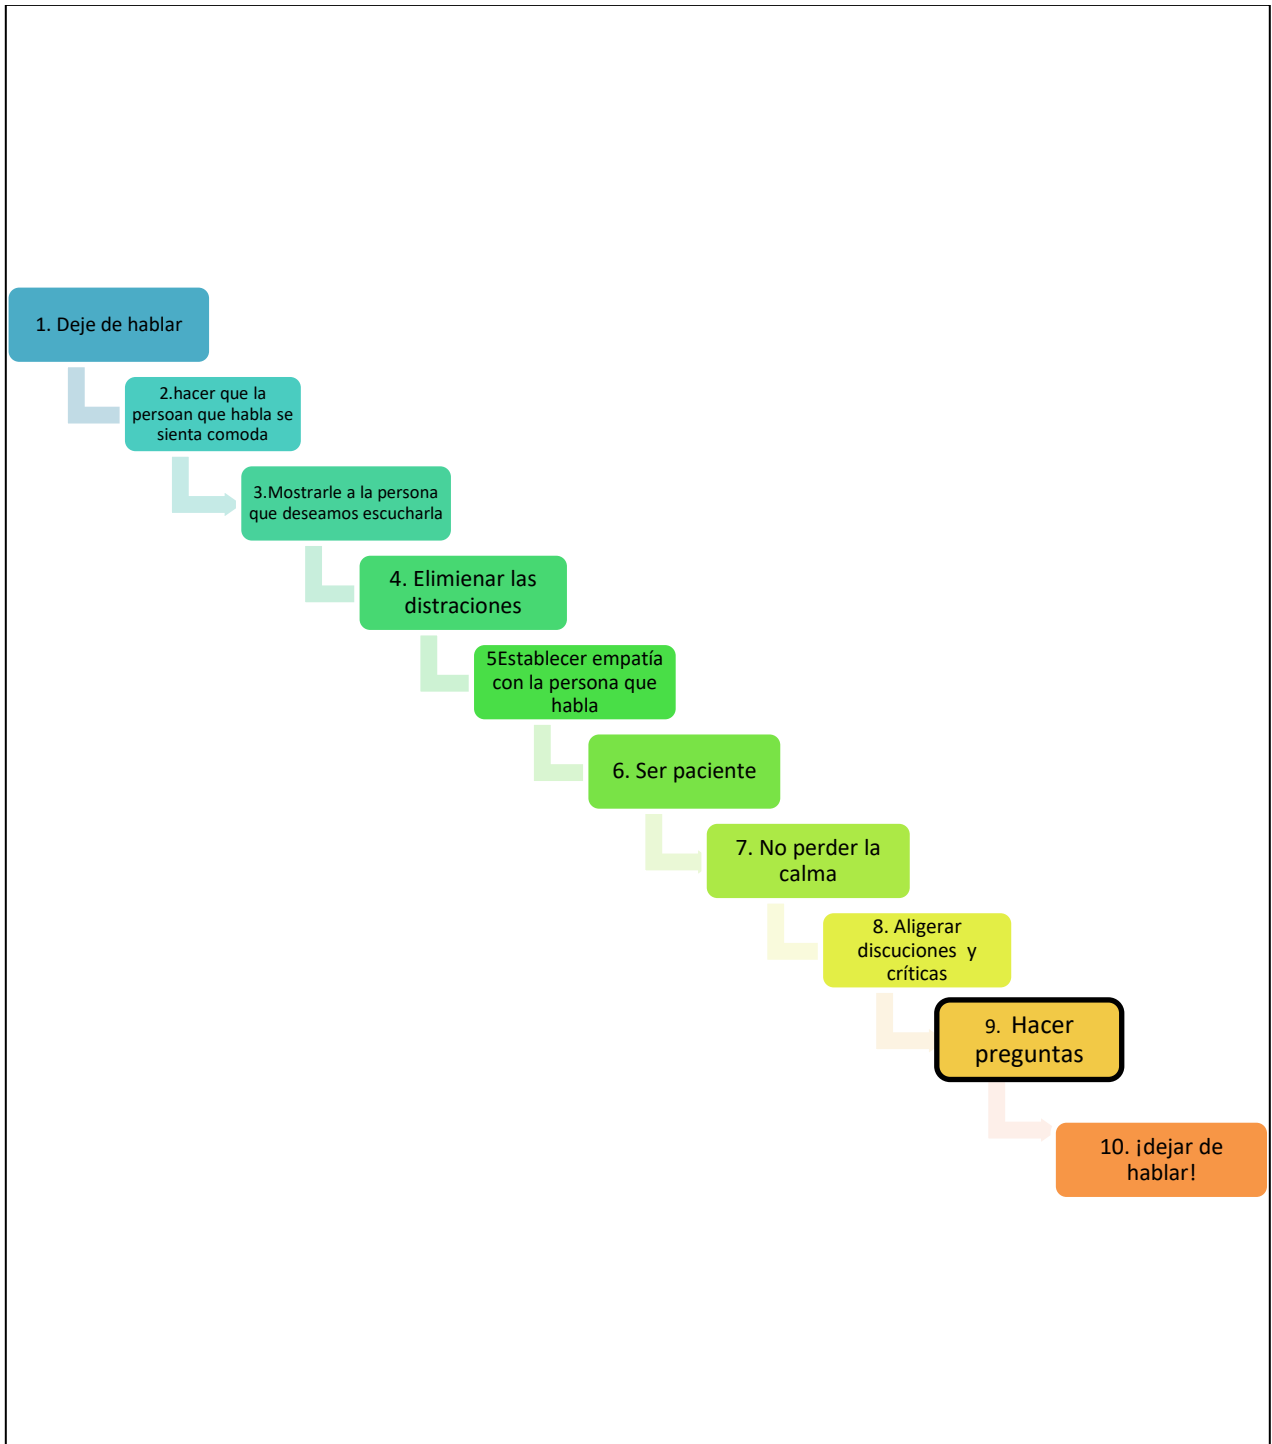 1. Deje de hablar
2.hacer que la
persoan que habla se
sienta comoda
3.Mostrarle a la persona
que deseamos escucharla
4. Elimienar las
distraciones
5Establecer empatía
con la persona que
habla
6. Ser paciente
7. No perder la
calma
8. Aligerar
discuciones  y
críticas
9.  Hacer
preguntas
10. ¡dejar de
hablar!